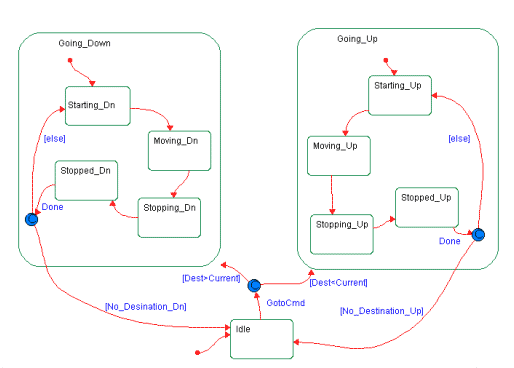 Going_Down
Going_Up
Starting_Dn
Starting_Up
[else]
[else]
Moving_Dn
Moving_Up
Stopped_Dn
Stopped_Up
Done
Stopping_Dn
Stopping_Up
Done
[Dest>Current]
[Dest<Current]
GotoCmd
[No_Desination_Dn]
[No_Destination_Up]
Idle